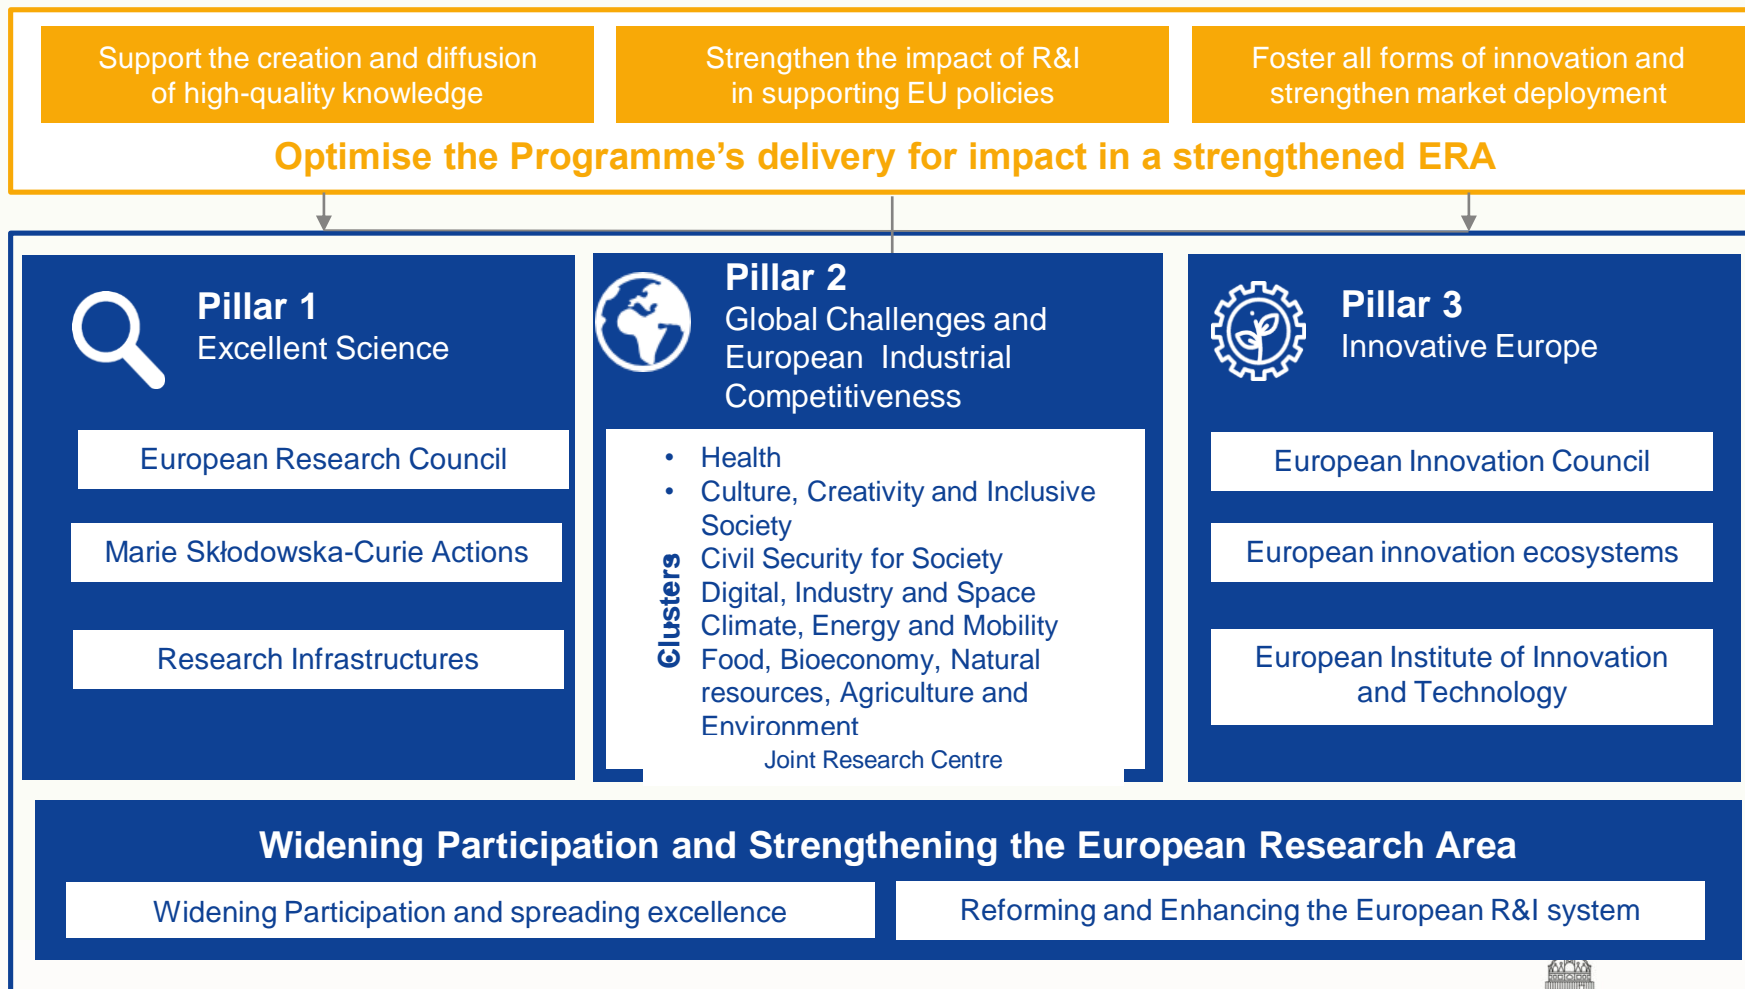 Support the creation and diffusion
of high-quality knowledge
Strengthen the impact of R&I
in supporting EU policies
Foster all forms of innovation and
strengthen market deployment
Optimise the Programme’s delivery for impact in a strengthened ERA
Pillar 1
Excellent Science
European Research Council
Marie Skłodowska-Curie Actions
Research Infrastructures
Pillar 2
Global Challenges and
European Industrial
Competitiveness
Clusters
• Health
• Culture, Creativity and Inclusive
Society
Civil Security for Society
Digital, Industry and Space
Climate, Energy and Mobility
Food, Bioeconomy, Natural
resources, Agriculture and
Environment
Joint Research Centre
Pillar 3
Innovative Europe
European Innovation Council
European innovation ecosystems
European Institute of Innovation
and Technology
Widening Participation and Strengthening the European Research Area
Widening Participation and spreading excellence
Reforming and Enhancing the European R&I system